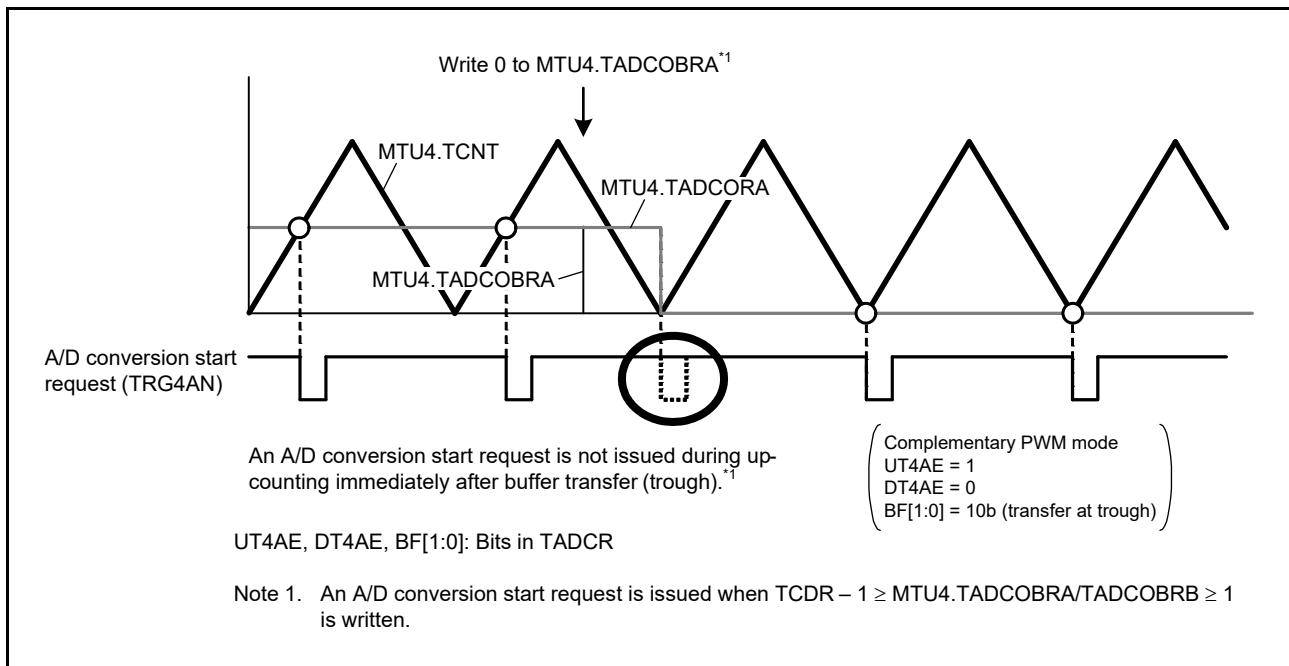 Write 0 to MTU4.TADCOBRA*1
MTU4.TCNT
MTU4.TADCORA
MTU4.TADCOBRA
A/D conversion start
request (TRG4AN)
An A/D conversion start request is not issued during up-
counting immediately after buffer transfer (trough).*1
Complementary PWM mode
UT4AE = 1
DT4AE = 0
BF[1:0] = 10b (transfer at trough)
UT4AE, DT4AE, BF[1:0]: Bits in TADCR
Note 1. An A/D conversion start request is issued when TCDR – 1 ≥ MTU4.TADCOBRA/TADCOBRB ≥ 1
is written.